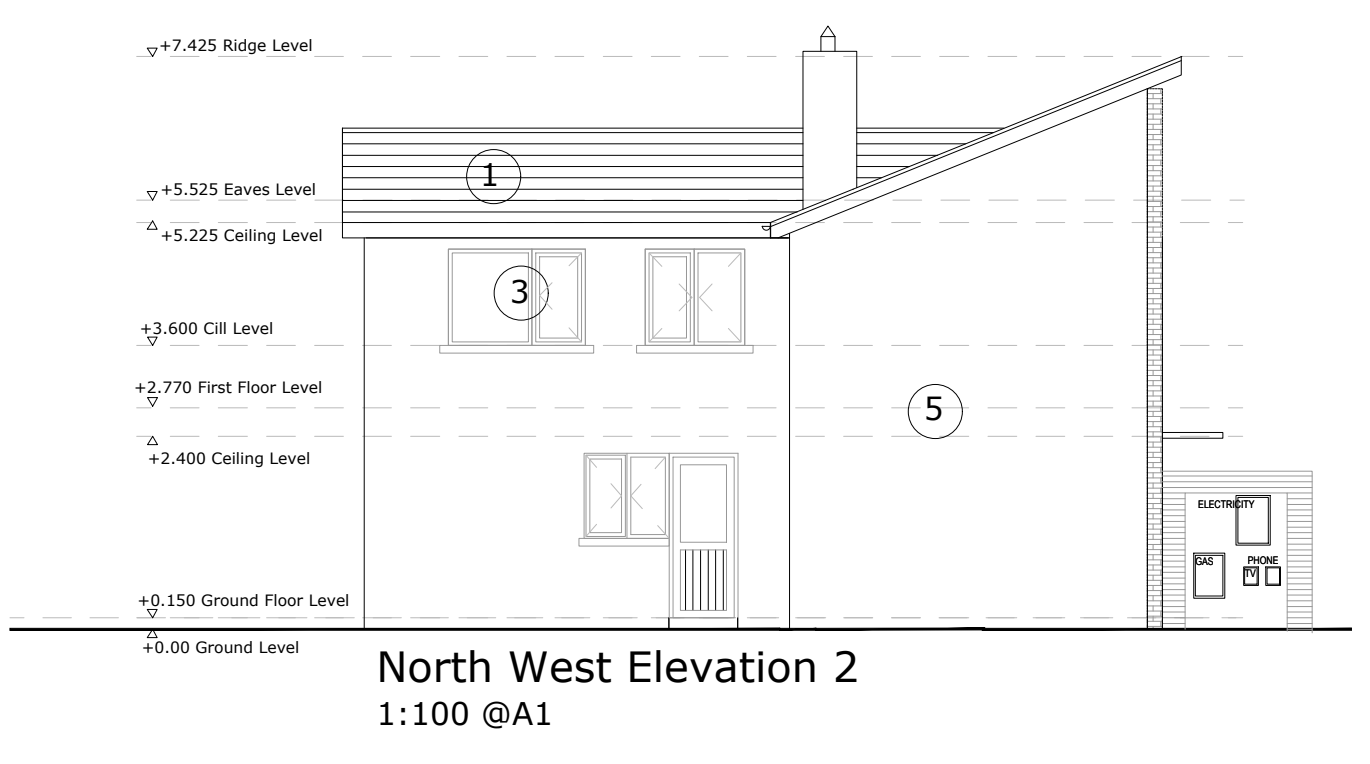 +7.425 Ridge Level
1
+5.525 Eaves Level
+5.225 Ceiling Level
3
+3.600 Cill Level
+2.770 First Floor Level
5
+2.400 Ceiling Level
ELECTRICITY
GAS
PHONE
TV
+0.150 Ground Floor Level
+0.00 Ground Level
North West Elevation 2
1:100 @A1